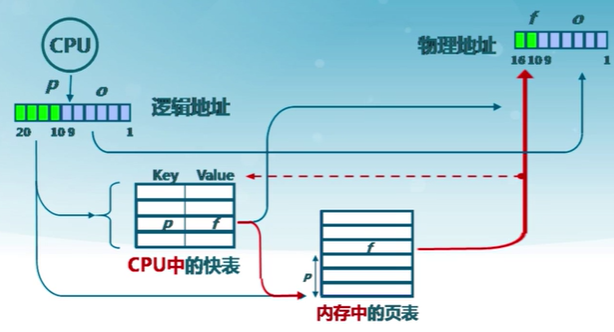 CPU
f o
物理地址
16 10 9 1
p o
逻辑地址
20 10 9 1
Key Value
p f
CPU中的快表
f
p
内存中的页表